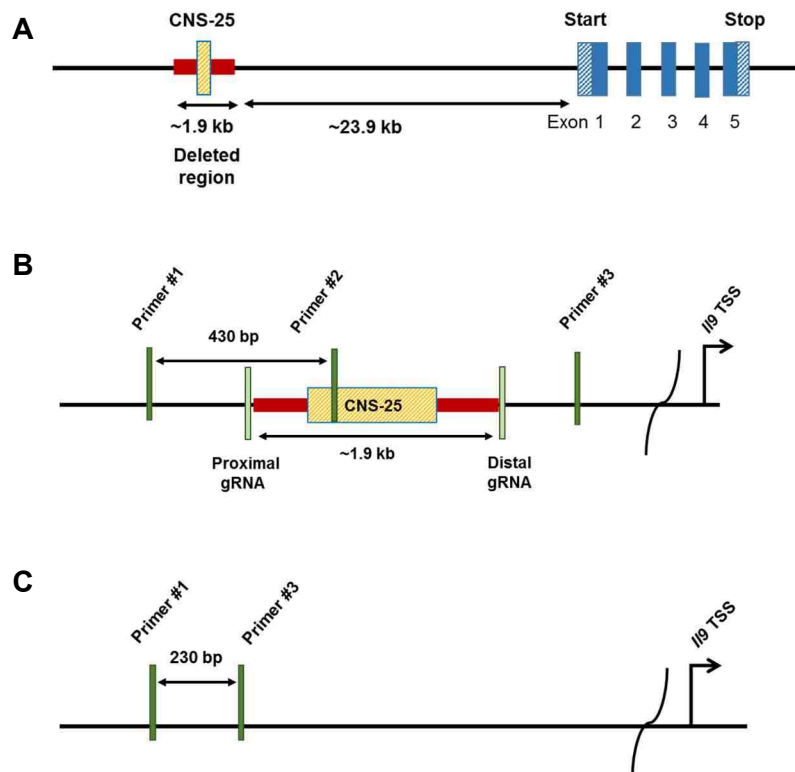 A
CNS-25
Start
Stop
~1.9 kb
~23.9 kb
Exon 1 2 3 4 5
Deleted
region
B
Primer #1
Primer #2
Primer #3
Il9 TSS
430 bp
CNS-25
Proximal
gRNA
~1.9 kb
Distal
gRNA
C
Primer #1
Primer #3
Il9 TSS
230 bp